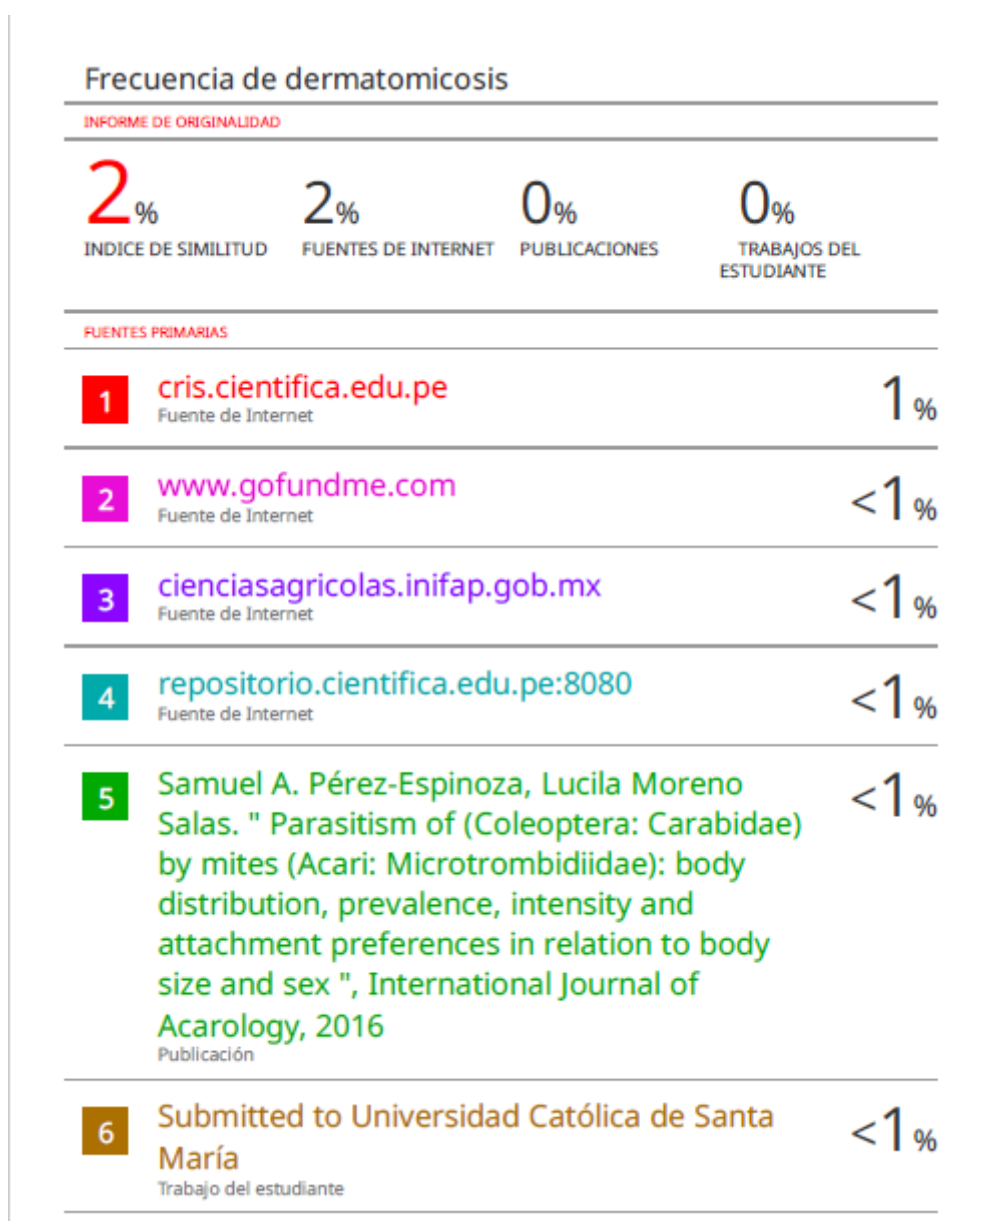 Frecuencia de dermatomicosis
INFORME DE ORIGINALIDAD
2% 2% 0% 0%
INDICE DE SIMILITUD FUENTES DE INTERNET PUBLICACIONES TRABAJOS DEL
ESTUDIANTE
FUENTES PRIMARIAS
1 cris.cientifica.edu.pe 1%
Fuente de Internet
2 www.gofundme.com <1%
Fuente de Internet
3 cienciasagricolas.inifap.gob.mx <1%
Fuente de Internet
4 repositorio.cientifica.edu.pe:8080 <1%
Fuente de Internet
5 Samuel A. Pérez-Espinoza, Lucila Moreno <1%
Salas. " Parasitism of (Coleoptera: Carabidae)
by mites (Acari: Microtrombidiidae): body
distribution, prevalence, intensity and
attachment preferences in relation to body
size and sex ", International Journal of
Acarology, 2016
Publicación
6 Submitted to Universidad Católica de Santa <1%
María
Trabajo del estudiante